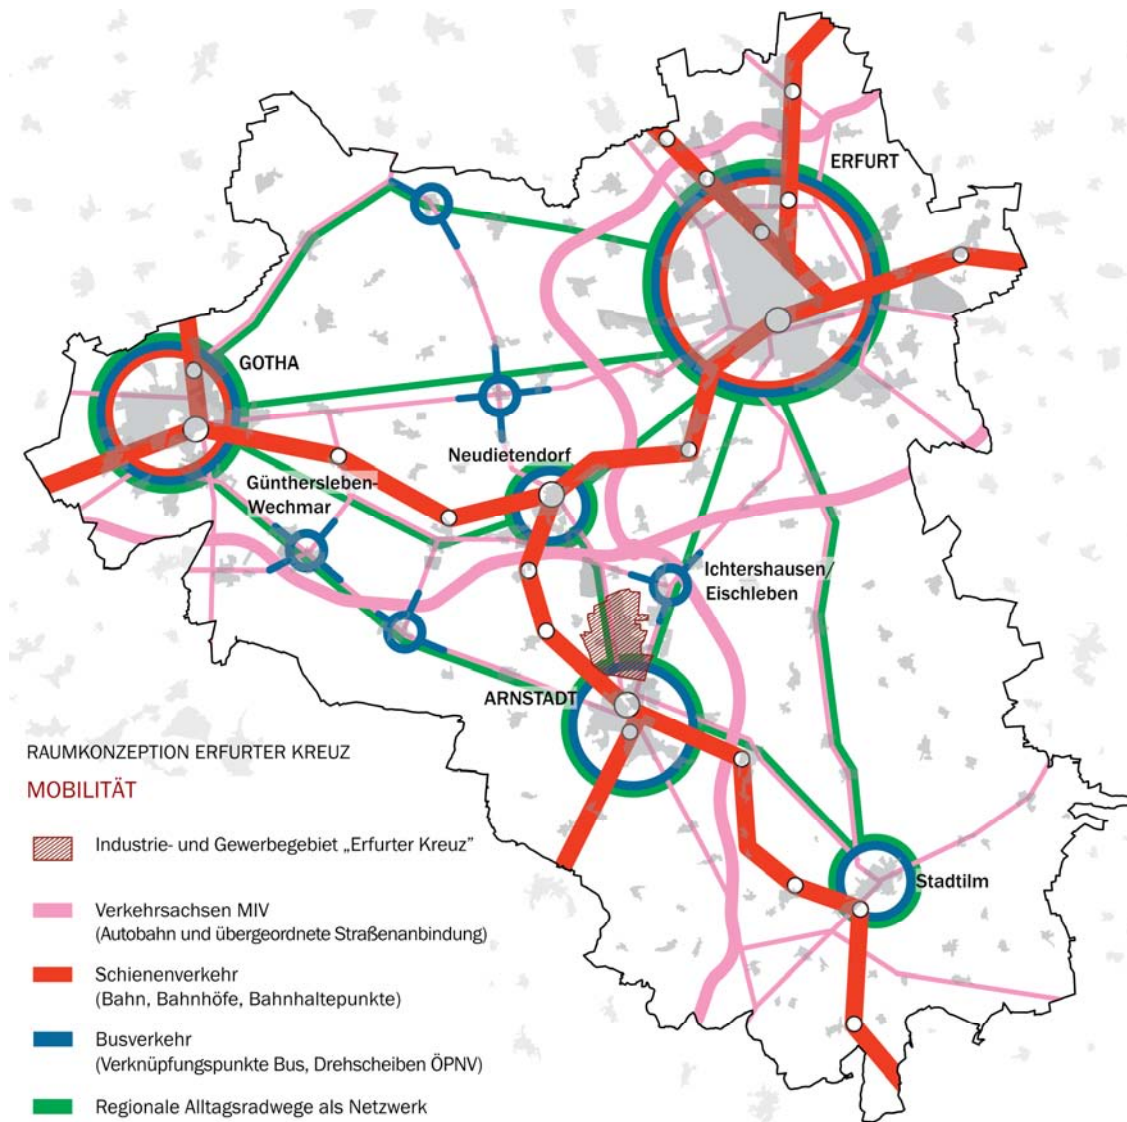 ERFURT
GOTHA
Neudietendorf
Günthersleben-
Wechmar
Ichtershausen/
Eischleben
ARNSTADT
Stadtilm
RAUMKONZEPTION ERFURTER KREUZ
MOBILITÄT
Industrie- und Gewerbegebiet „Erfurter Kreuz”
Verkehrsachsen MIV
(Autobahn und übergeordnete Straßenanbindung)
Schienenverkehr
(Bahn, Bahnhöfe, Bahnhaltepunkte)
Busverkehr
(Verknüpfungspunkte Bus, Drehscheiben ÖPNV)
Regionale Alltagsradwege als Netzwerk